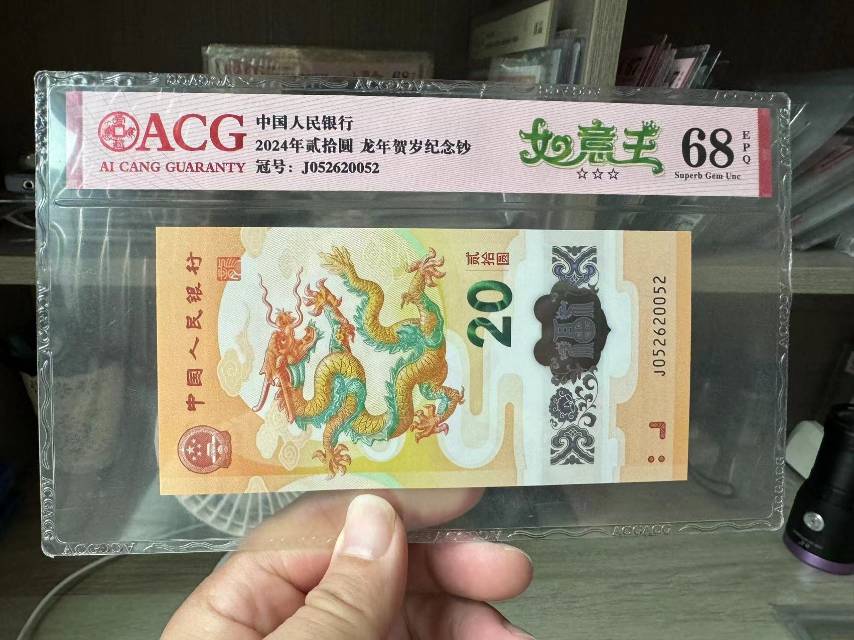 ACG
AI CANG GUARANTY
中国人民银行
2024年贰拾圆 龙年贺岁纪念钞
冠号：J052620052
如意王
☆☆☆
68
EPQ
Superb Gem Unc
中国人民银行
贰拾圆
20
J052620052
ACGACG